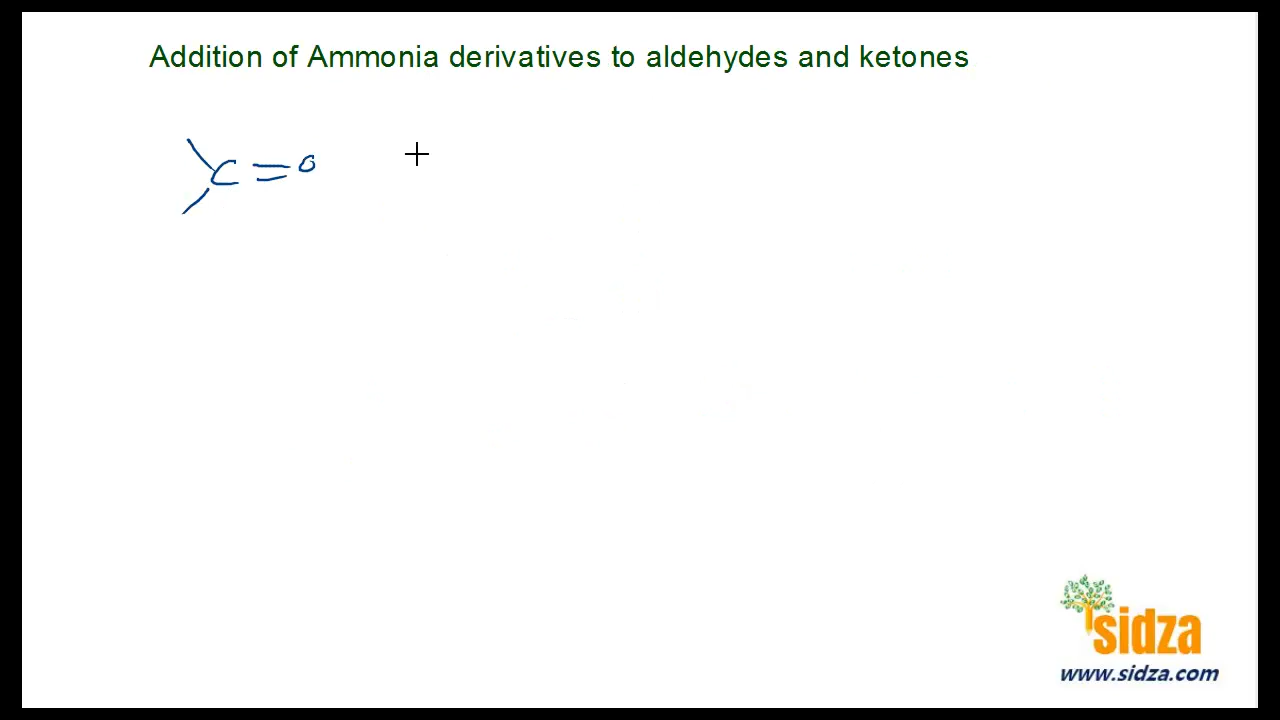 Addition of Ammonia derivatives to aldehydes and ketones
C = O
sidza
www.sidza.com